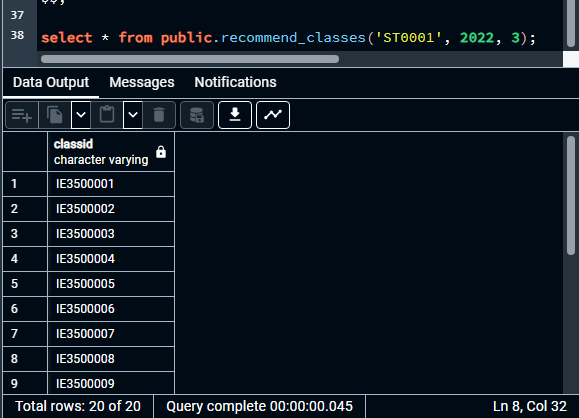 37
$$;
38 select * from public.recommend_classes('ST0001', 2022, 3);
Data Output Messages Notifications
classid
character varying
1 IE3500001
2 IE3500002
3 IE3500003
4 IE3500004
5 IE3500005
6 IE3500006
7 IE3500007
8 IE3500008
9 IE3500009
Total rows: 20 of 20 Query complete 00:00:00.045 Ln 8, Col 32